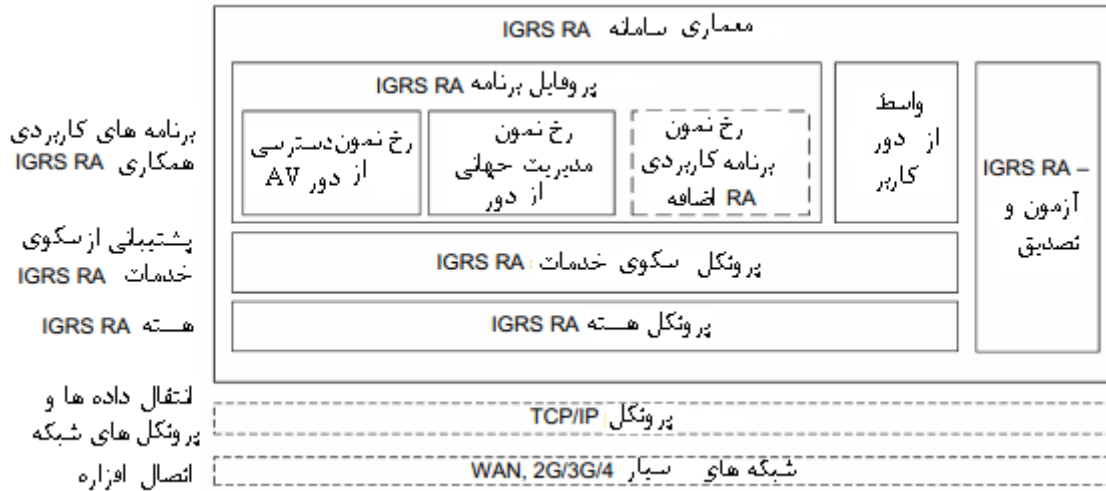 معماری سامانه IGRS RA
پروفایل برنامه IGRS RA
رخ نمون دسترسی
از دور AV
رخ نمون
مدیریت جهانی
از دور
رخ نمون
برنامه کاربردی
RA اضافه
واسط
از دور
کاربر
IGRS RA –
آزمون و
تصدیق
برنامه های کاربردی
همکاری IGRS RA
پروتکل سکوی خدمات IGRS RA
پشتیبانی از سکوی
خدمات IGRS RA
پروتکل هسته IGRS RA
هسته IGRS RA
انتقال داده ها و
پروتکل های شبکه
پروتکل TCP/IP
اتصال افزاره
شبکه های سیار WAN, 2G/3G/4